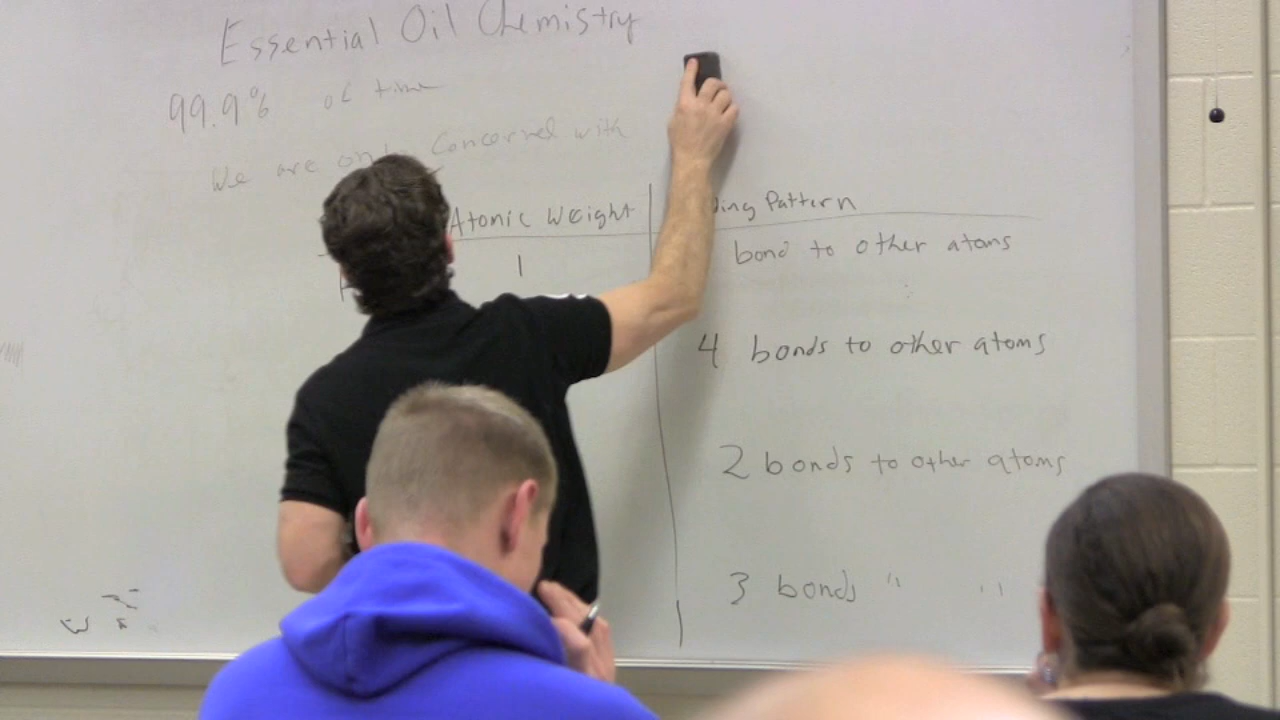 Essential Oil Chemistry
99.9% of time
We are only Concerned with
Atomic Weight ding Pattern
1 bond to other atoms
4 bonds to other atoms
2 bonds to other atoms
3 bonds " "